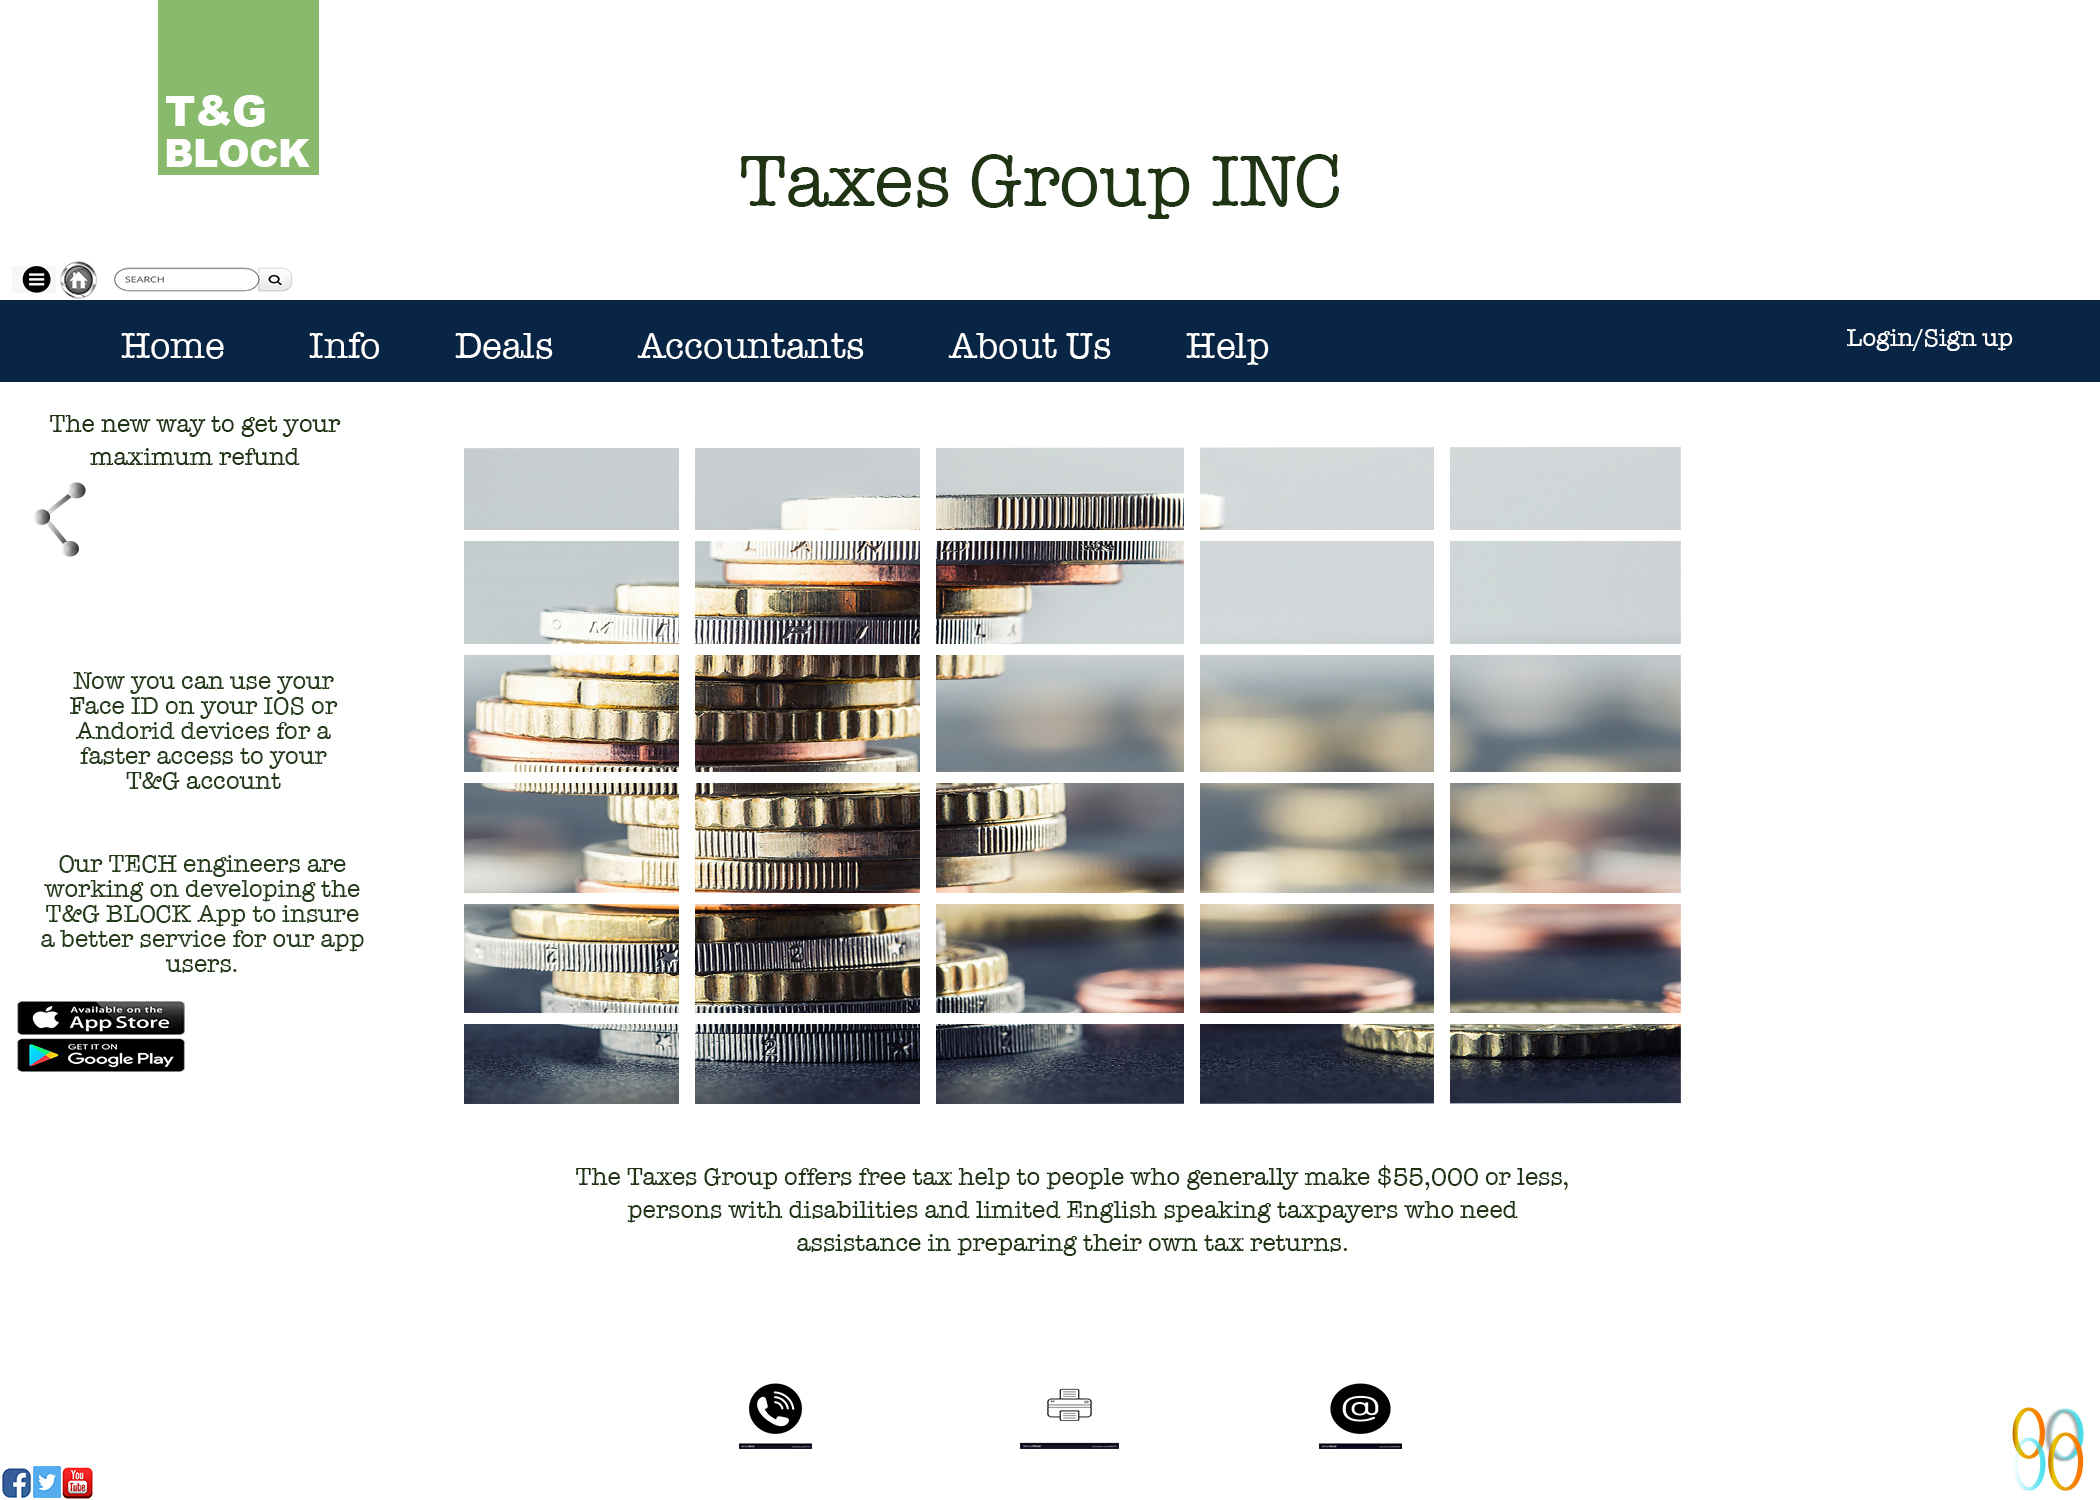 T&G
BLOCK
Taxes Group INC
SEARCH
Home Info Deals Accountants About Us Help Login/Sign up
The new way to get your
maximum refund
Now you can use your
Face ID on your IOS or
Andorid devices for a
faster access to your
T&G account
Our TECH engineers are
working on developing the
T&G BLOCK App to insure
a better service for our app
users.
Available on the
App Store
GET IT ON
Google Play
The Taxes Group offers free tax help to people who generally make $55,000 or less,
persons with disabilities and limited English speaking taxpayers who need
assistance in preparing their own tax returns.
You
Tube